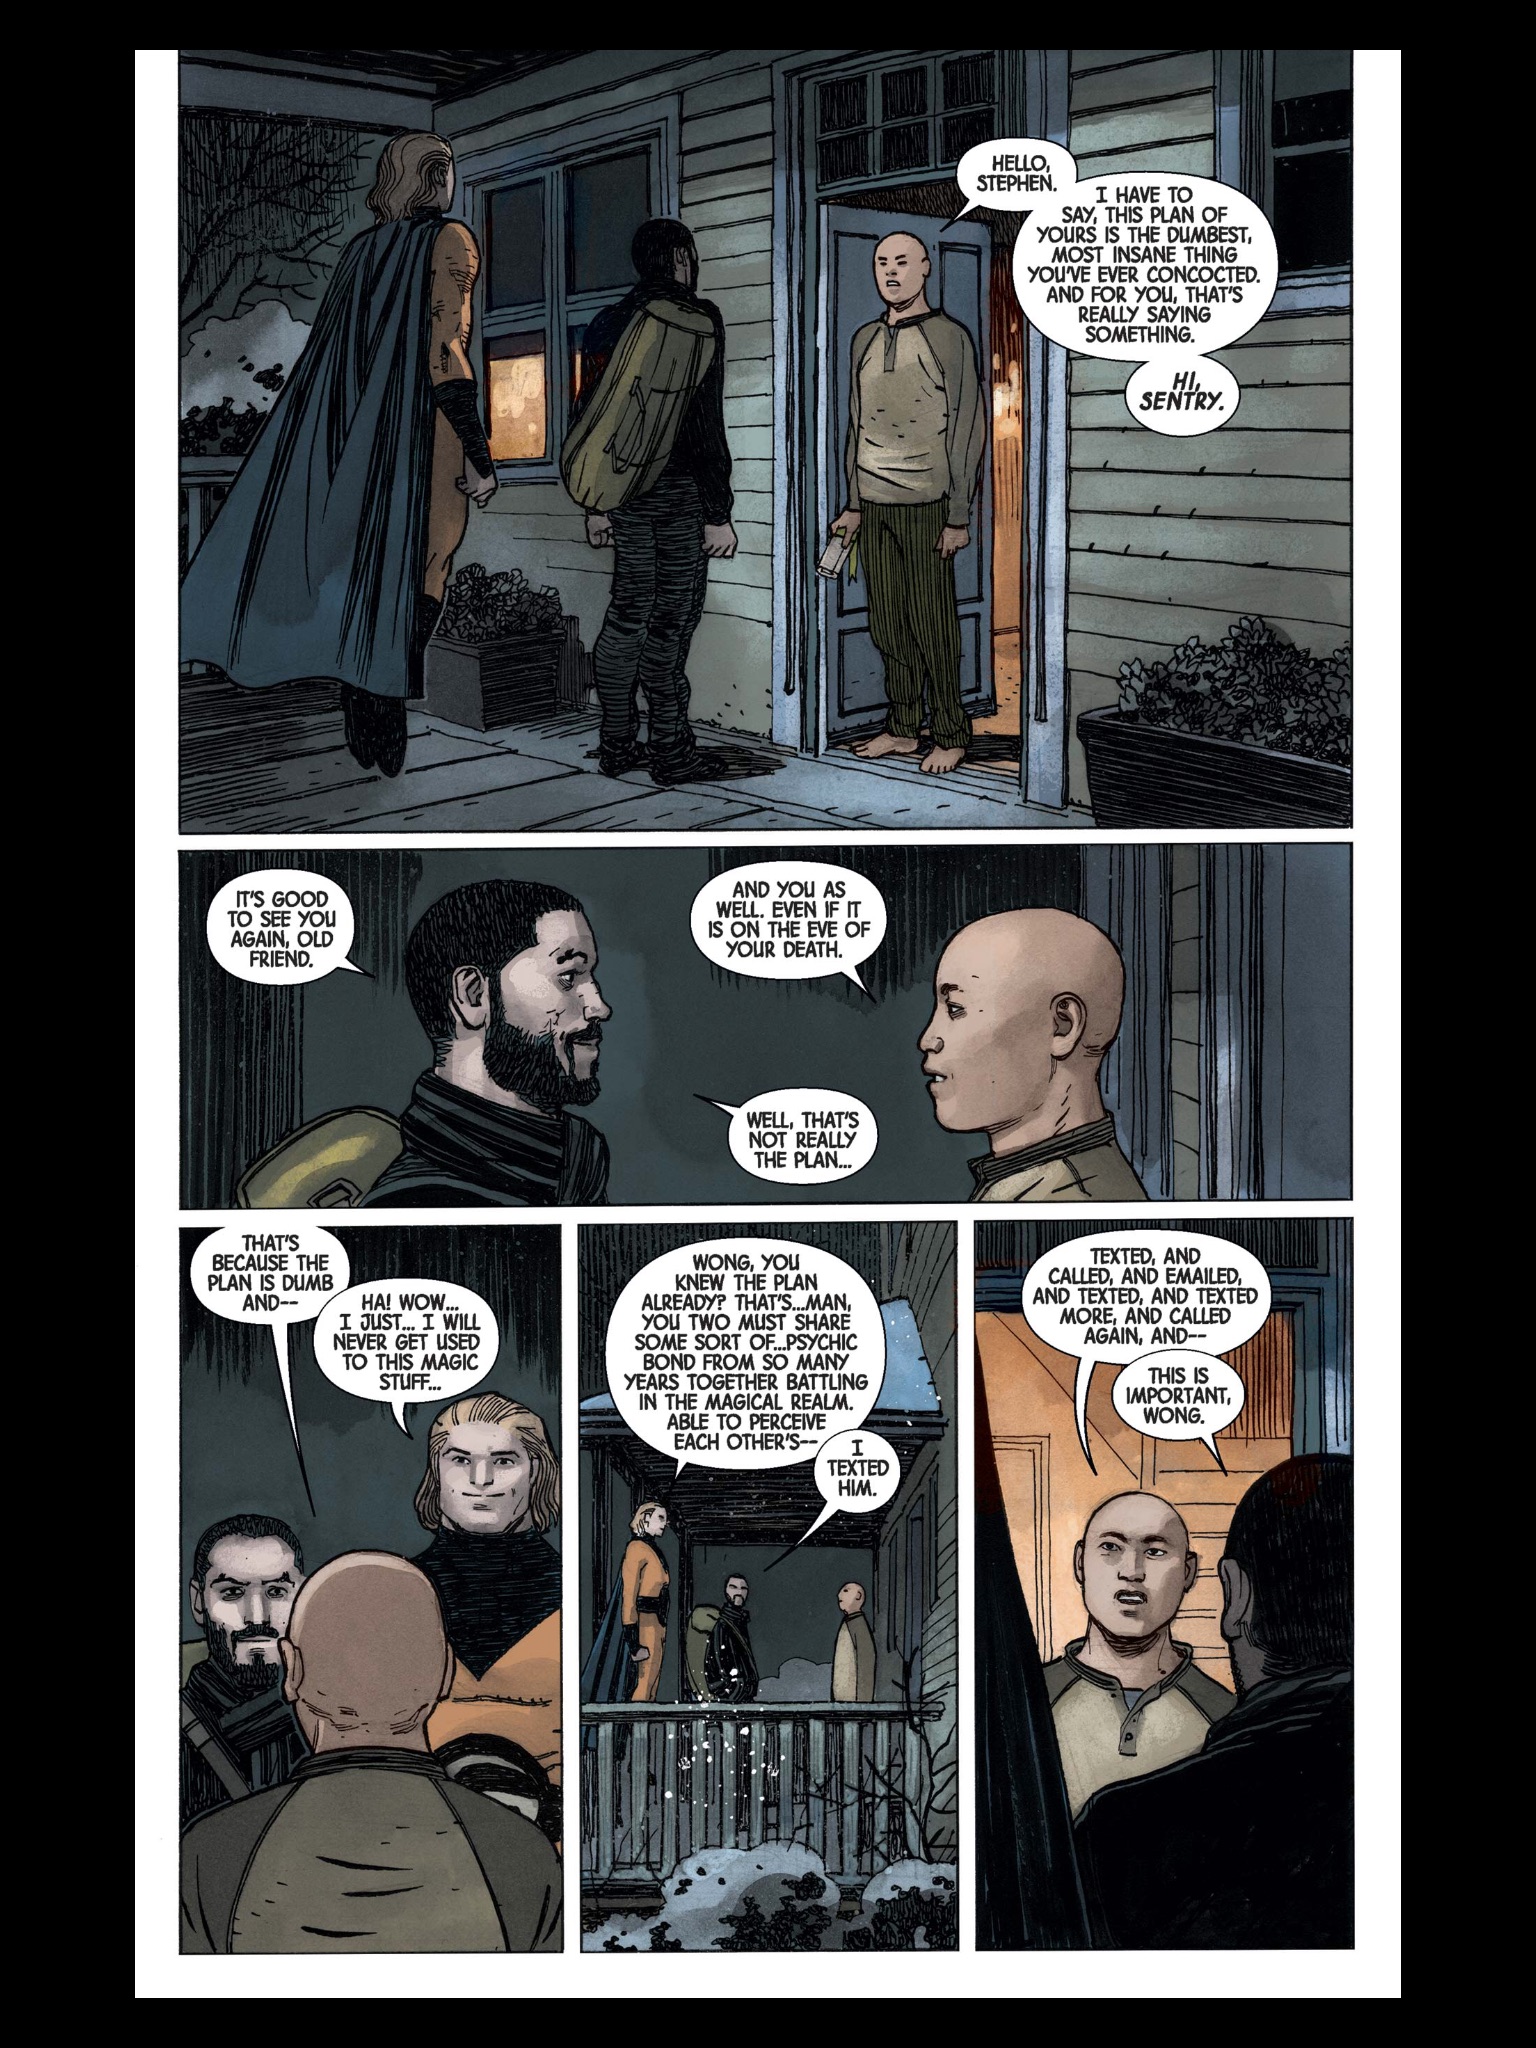 HELLO,
STEPHEN.
I HAVE TO
SAY, THIS PLAN OF
YOURS IS THE DUMBEST,
MOST INSANE THING
YOU'VE EVER CONCOCTED.
AND FOR YOU, THAT'S
REALLY SAYING
SOMETHING.
HI,
SENTRY.
IT'S GOOD
TO SEE YOU
AGAIN, OLD
FRIEND.
AND YOU AS
WELL. EVEN IF IT
IS ON THE EVE OF
YOUR DEATH.
WELL, THAT'S
NOT REALLY
THE PLAN...
THAT'S
BECAUSE THE
PLAN IS DUMB
AND--
HA! WOW...
I JUST... I WILL
NEVER GET USED
TO THIS MAGIC
STUFF...
WONG, YOU
KNEW THE PLAN
ALREADY? THAT'S...MAN,
YOU TWO MUST SHARE
SOME SORT OF...PSYCHIC
BOND FROM SO MANY
YEARS TOGETHER BATTLING
IN THE MAGICAL REALM.
ABLE TO PERCEIVE
EACH OTHER'S--
I
TEXTED
HIM.
TEXTED, AND
CALLED, AND EMAILED,
AND TEXTED, AND TEXTED
MORE, AND CALLED
AGAIN, AND--
THIS IS
IMPORTANT,
WONG.